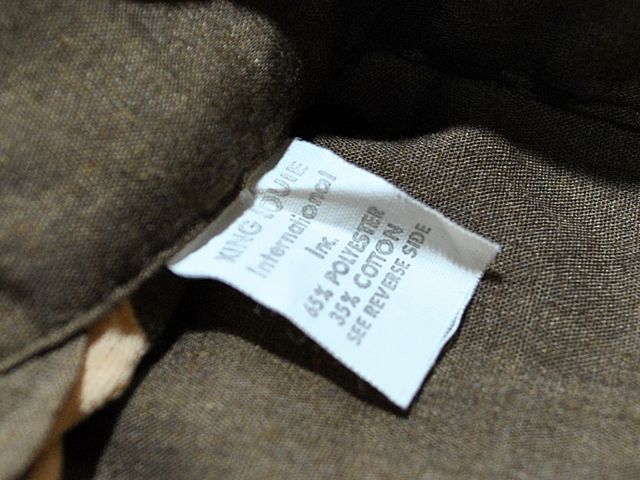 KING LOUIE
International
Inc.
65% POLYESTER
35% COTTON
SEE REVERSE SIDE